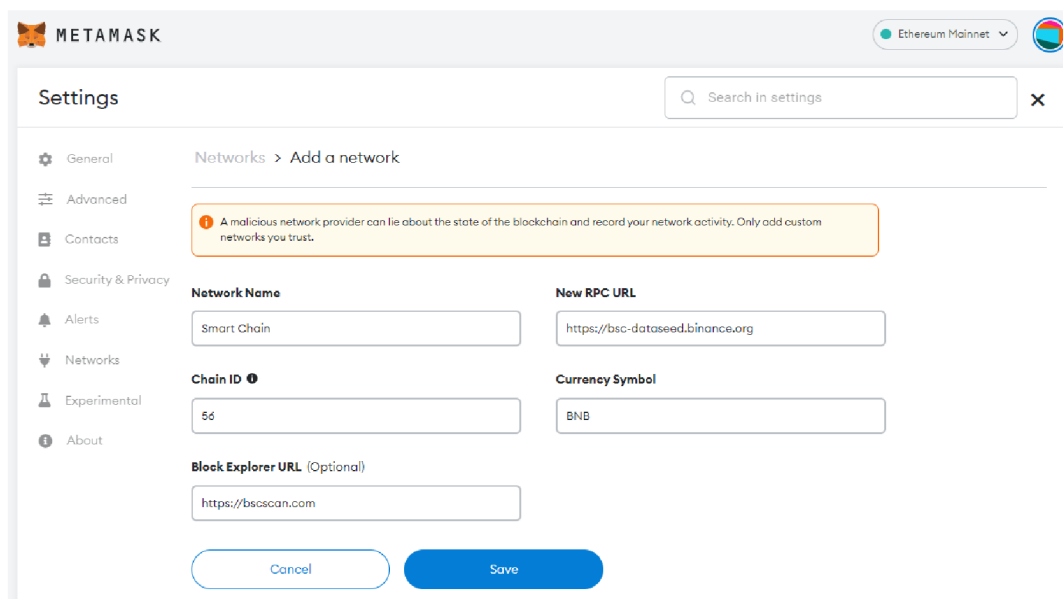 METAMASK
Ethereum Mainnet
Settings
Search in settings
General
Advanced
Contacts
Security & Privacy
Alerts
Networks
Experimental
About
Networks > Add a network
A malicious network provider can lie about the state of the blockchain and record your network activity. Only add custom
networks you trust.
Network Name
New RPC URL
Smart Chain
https://bsc-dataseed.binance.org
Chain ID
Currency Symbol
56
BNB
Block Explorer URL (Optional)
https://bscscan.com
Cancel
Save